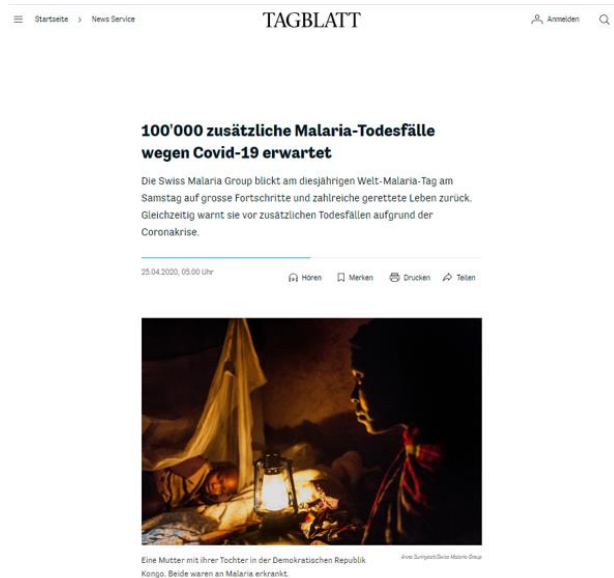 Startseite > News Service
TAGBLATT
Anmelden
100'000 zusätzliche Malaria-Todesfälle
wegen Covid-19 erwartet
Die Swiss Malaria Group blickt am diesjährigen Welt-Malaria-Tag am
Samstag auf grosse Fortschritte und zahlreiche gerettete Leben zurück.
Gleichzeitig warnt sie vor zusätzlichen Todesfällen aufgrund der
Coronakrise.
25.04.2020, 05.00 Uhr
Hören
Merken
Drucken
Teilen
Eine Mutter mit ihrer Tochter in der Demokratischen Republik
Kongo. Beide waren an Malaria erkrankt.
Swiss Malaria Group